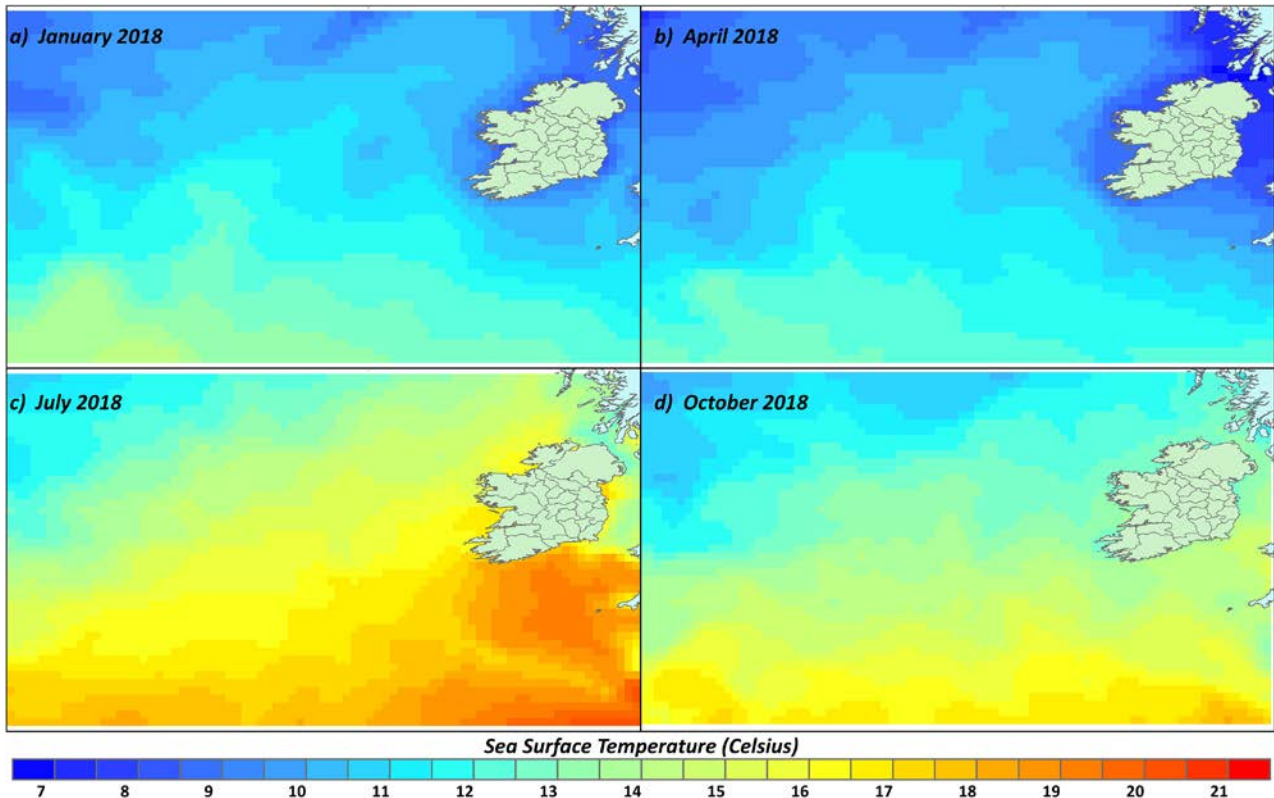 a) January 2018
b) April 2018
c) July 2018
d) October 2018
Sea Surface Temperature (Celsius)
7 8 9 10 11 12 13 14 15 16 17 18 19 20 21